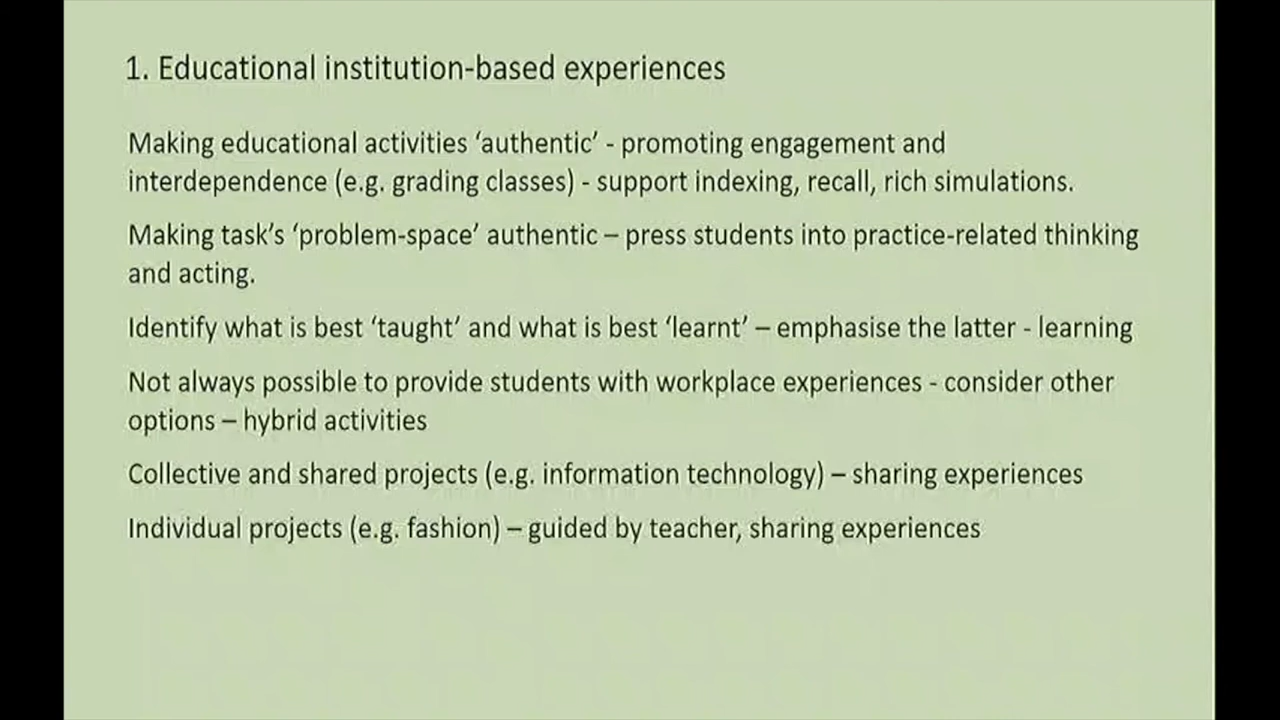 1. Educational institution-based experiences
Making educational activities ‘authentic’ - promoting engagement and
interdependence (e.g. grading classes) - support indexing, recall, rich simulations.
Making task’s ‘problem-space’ authentic – press students into practice-related thinking
and acting.
Identify what is best ‘taught’ and what is best ‘learnt’ – emphasise the latter - learning
Not always possible to provide students with workplace experiences - consider other
options – hybrid activities
Collective and shared projects (e.g. information technology) – sharing experiences
Individual projects (e.g. fashion) – guided by teacher, sharing experiences